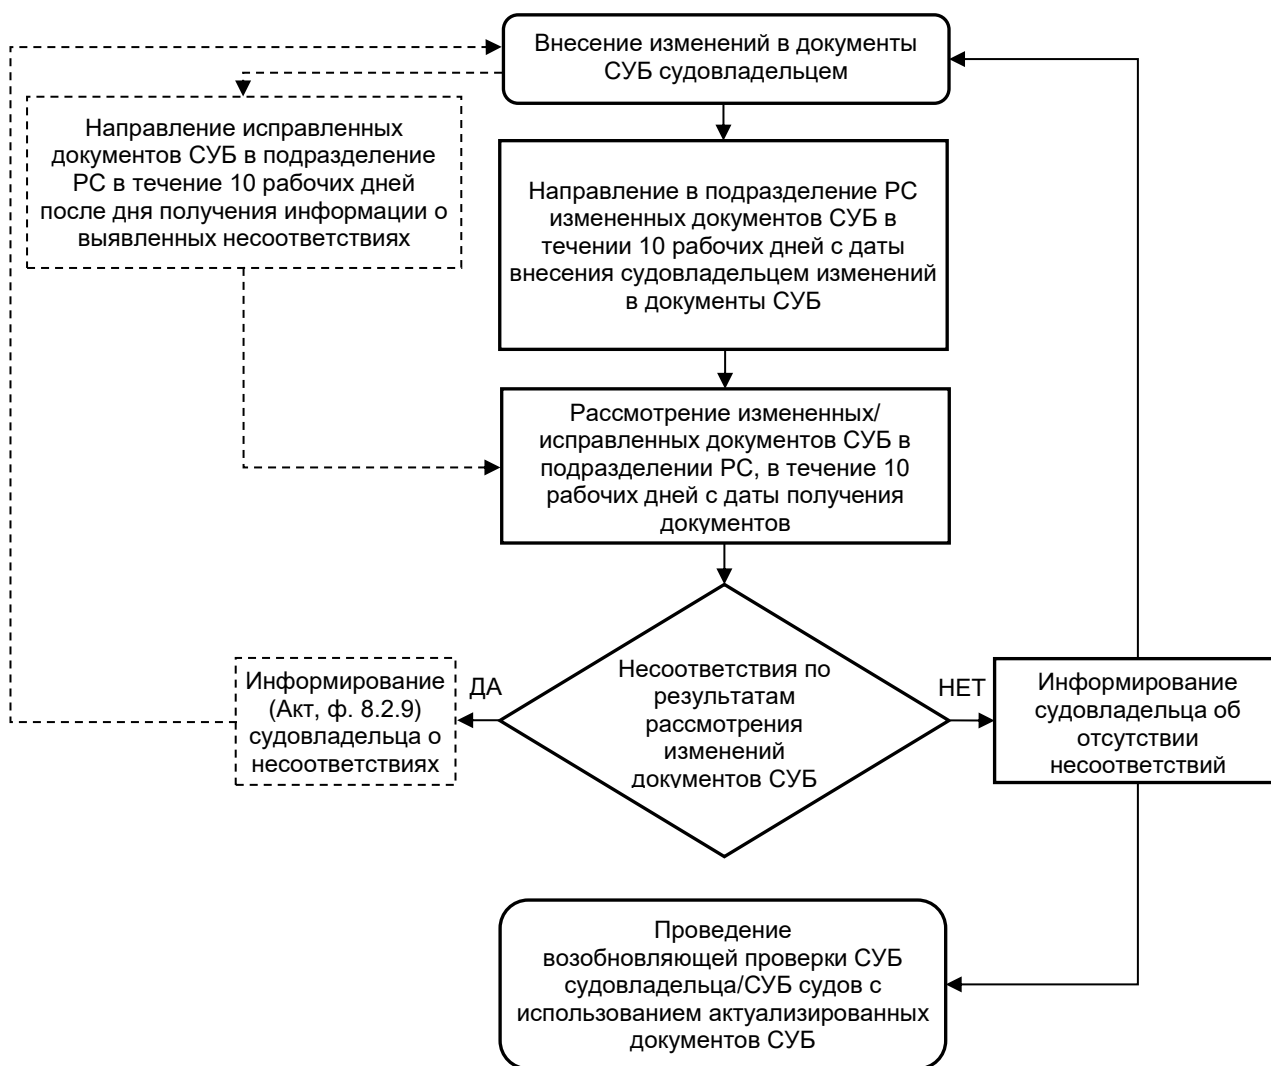 Внесение изменений в документы
СУБ судовладельцем
Направление исправленных
документов СУБ в подразделение
РС в течение 10 рабочих дней
после дня получения информации о
выявленных несоответствиях
Направление в подразделение РС
измененных документов СУБ в
течении 10 рабочих дней с даты
внесения судовладельцем изменений
в документы СУБ
Рассмотрение измененных/
исправленных документов СУБ в
подразделении РС, в течение 10
рабочих дней с даты получения
документов
Несоответствия по
результатам
рассмотрения
изменений
документов СУБ
ДА
НЕТ
Информирование
(Акт, ф. 8.2.9)
судовладельца о
несоответствиях
Информирование
судовладельца об
отсутствии
несоответствий
Проведение
возобновляющей проверки СУБ
судовладельца/СУБ судов с
использованием актуализированных
документов СУБ